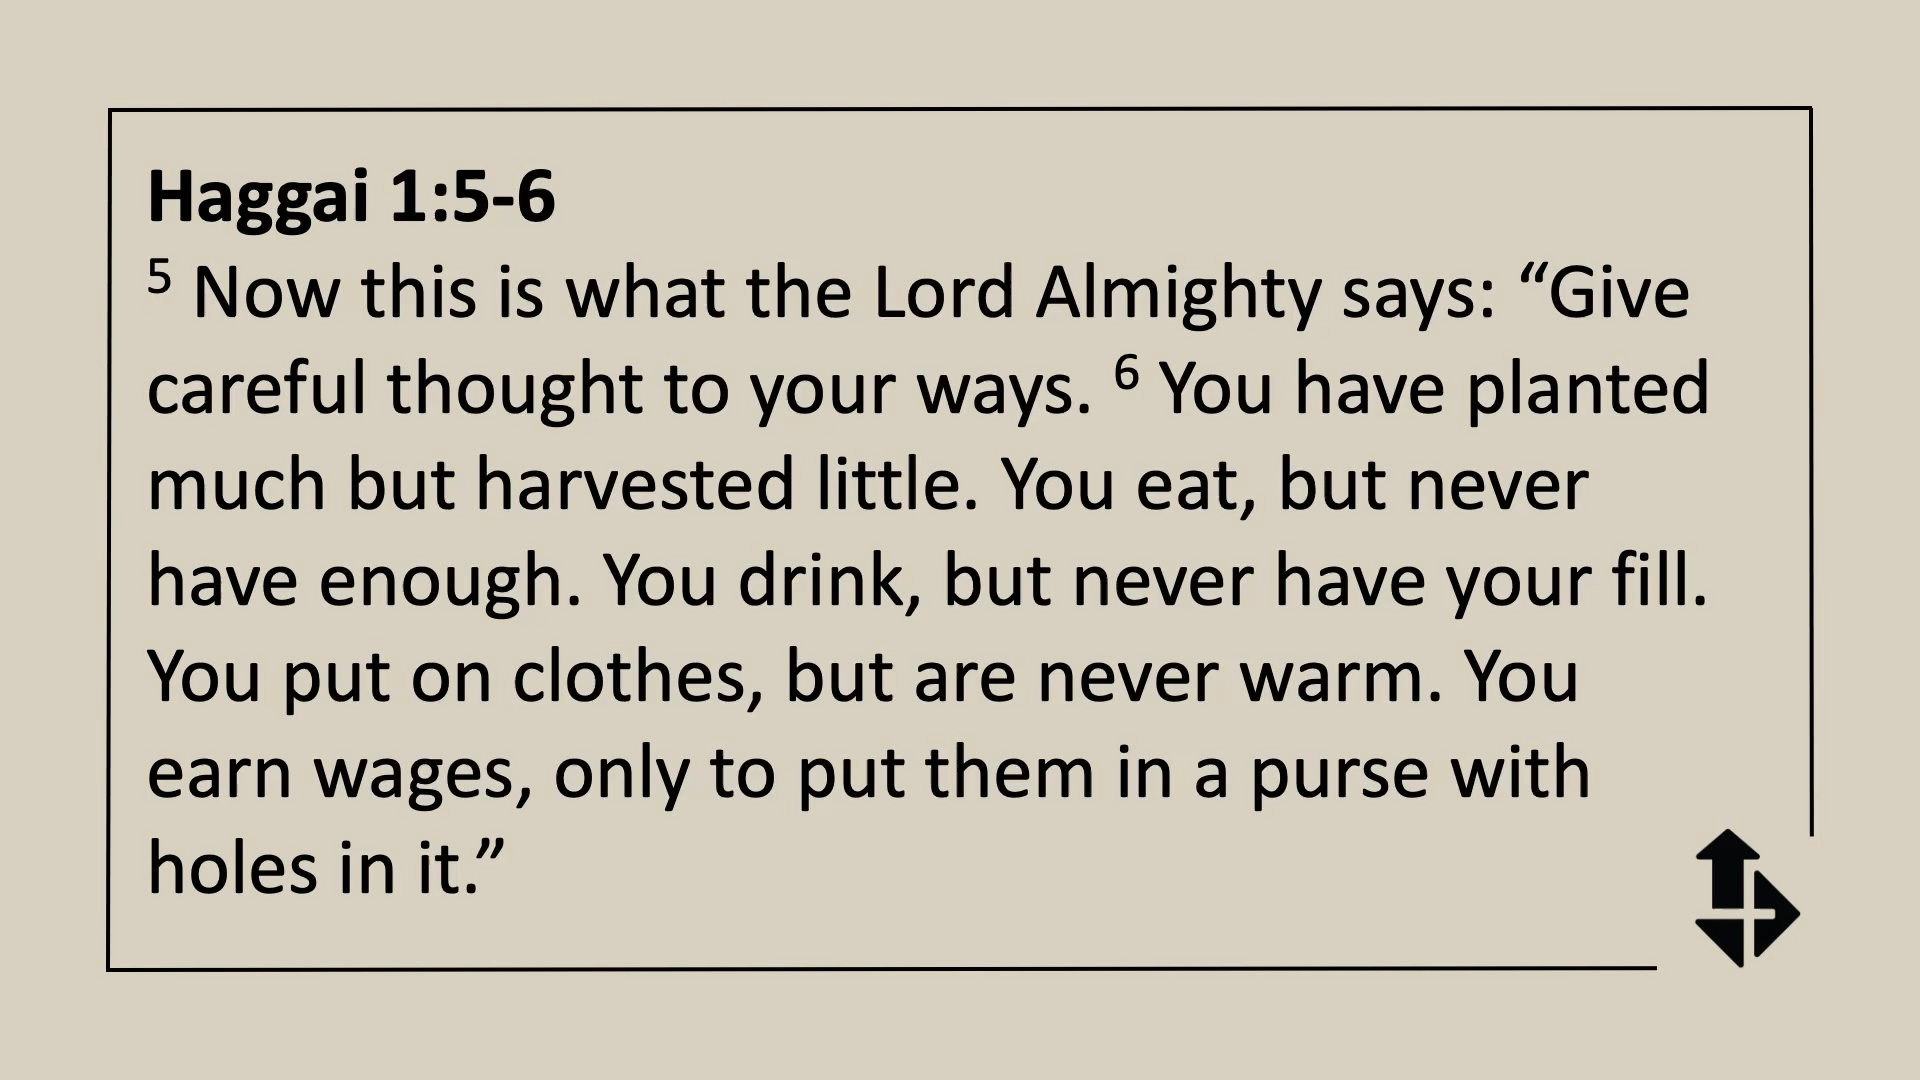 Haggai 1:5-6
5 Now this is what the Lord Almighty says: “Give
careful thought to your ways. 6 You have planted
much but harvested little. You eat, but never
have enough. You drink, but never have your fill.
You put on clothes, but are never warm. You
earn wages, only to put them in a purse with
holes in it.”